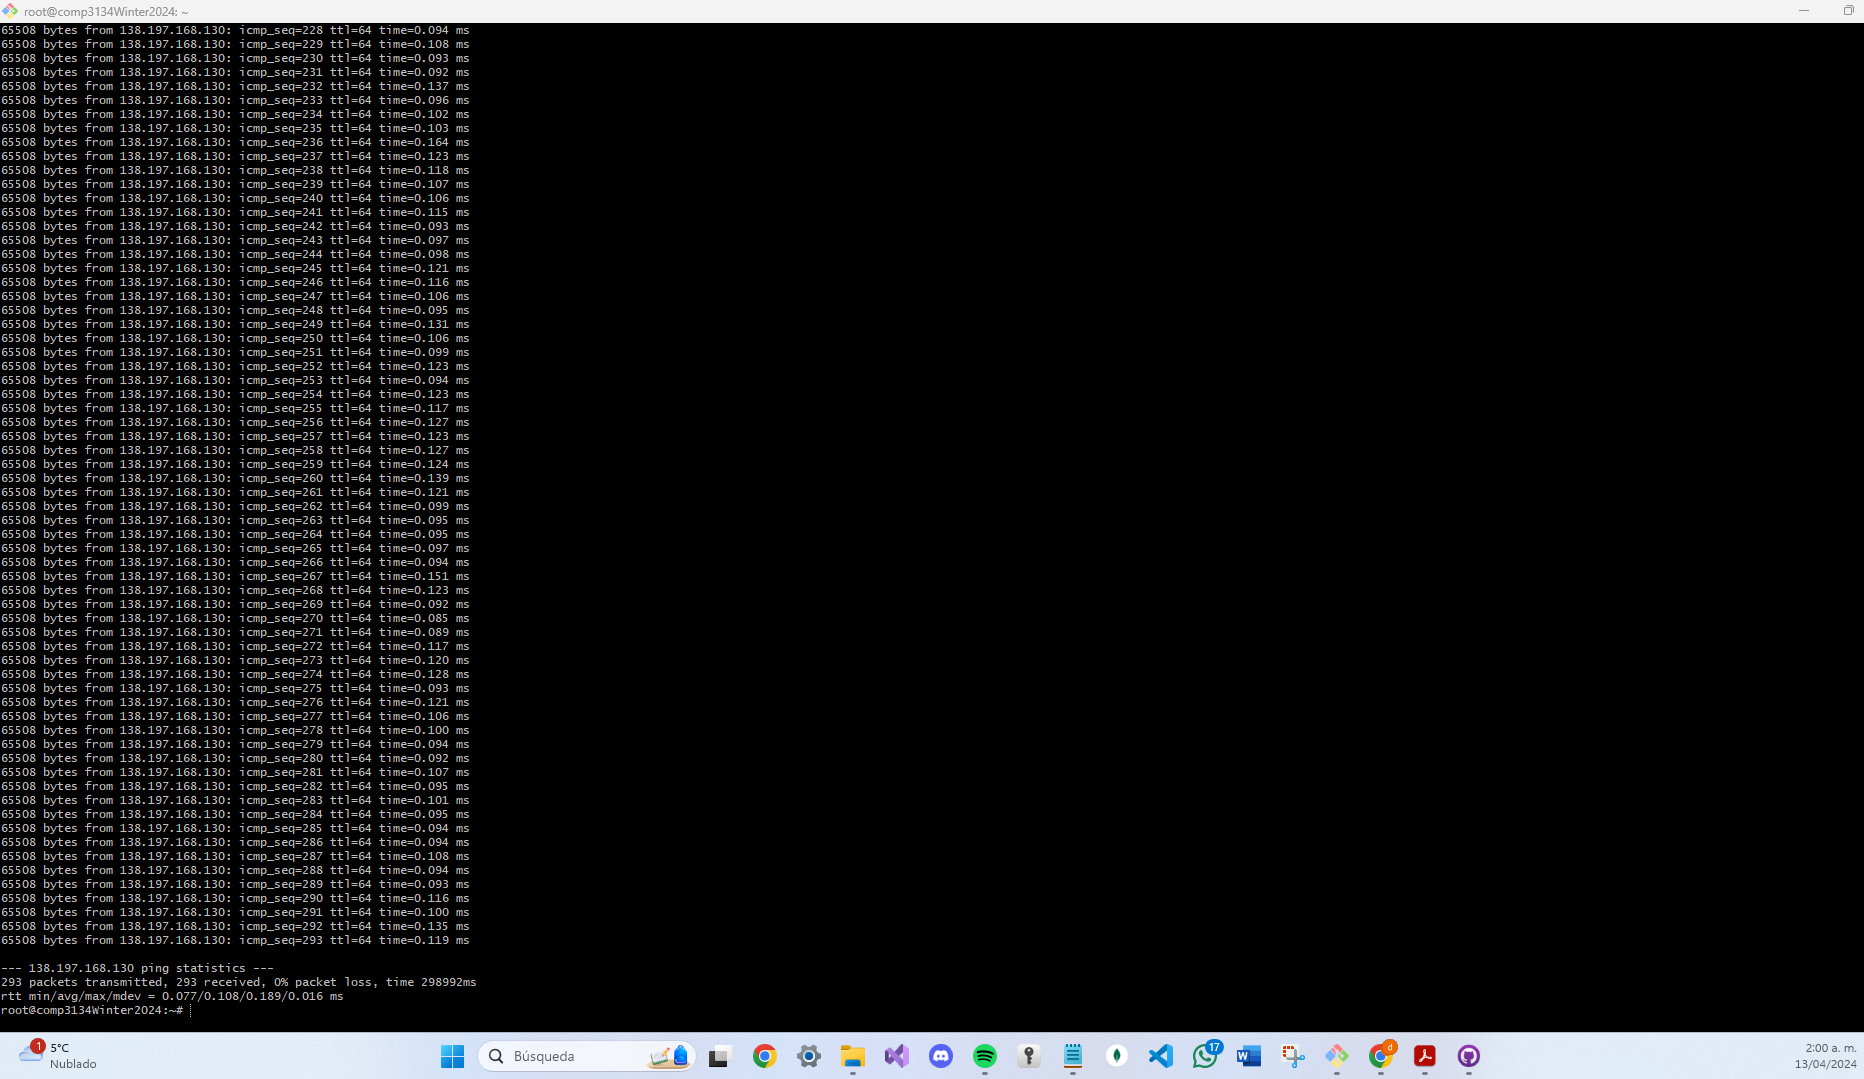 root@comp3134Winter2024: ~
65508 bytes from 138.197.168.130: icmp_seq=228 ttl=64 time=0.094 ms
65508 bytes from 138.197.168.130: icmp_seq=229 ttl=64 time=0.108 ms
65508 bytes from 138.197.168.130: icmp_seq=230 ttl=64 time=0.093 ms
65508 bytes from 138.197.168.130: icmp_seq=231 ttl=64 time=0.092 ms
65508 bytes from 138.197.168.130: icmp_seq=232 ttl=64 time=0.137 ms
65508 bytes from 138.197.168.130: icmp_seq=233 ttl=64 time=0.096 ms
65508 bytes from 138.197.168.130: icmp_seq=234 ttl=64 time=0.102 ms
65508 bytes from 138.197.168.130: icmp_seq=235 ttl=64 time=0.103 ms
65508 bytes from 138.197.168.130: icmp_seq=236 ttl=64 time=0.164 ms
65508 bytes from 138.197.168.130: icmp_seq=237 ttl=64 time=0.123 ms
65508 bytes from 138.197.168.130: icmp_seq=238 ttl=64 time=0.118 ms
65508 bytes from 138.197.168.130: icmp_seq=239 ttl=64 time=0.107 ms
65508 bytes from 138.197.168.130: icmp_seq=240 ttl=64 time=0.106 ms
65508 bytes from 138.197.168.130: icmp_seq=241 ttl=64 time=0.115 ms
65508 bytes from 138.197.168.130: icmp_seq=242 ttl=64 time=0.093 ms
65508 bytes from 138.197.168.130: icmp_seq=243 ttl=64 time=0.097 ms
65508 bytes from 138.197.168.130: icmp_seq=244 ttl=64 time=0.098 ms
65508 bytes from 138.197.168.130: icmp_seq=245 ttl=64 time=0.121 ms
65508 bytes from 138.197.168.130: icmp_seq=246 ttl=64 time=0.116 ms
65508 bytes from 138.197.168.130: icmp_seq=247 ttl=64 time=0.106 ms
65508 bytes from 138.197.168.130: icmp_seq=248 ttl=64 time=0.095 ms
65508 bytes from 138.197.168.130: icmp_seq=249 ttl=64 time=0.131 ms
65508 bytes from 138.197.168.130: icmp_seq=250 ttl=64 time=0.106 ms
65508 bytes from 138.197.168.130: icmp_seq=251 ttl=64 time=0.099 ms
65508 bytes from 138.197.168.130: icmp_seq=252 ttl=64 time=0.123 ms
65508 bytes from 138.197.168.130: icmp_seq=253 ttl=64 time=0.094 ms
65508 bytes from 138.197.168.130: icmp_seq=254 ttl=64 time=0.123 ms
65508 bytes from 138.197.168.130: icmp_seq=255 ttl=64 time=0.117 ms
65508 bytes from 138.197.168.130: icmp_seq=256 ttl=64 time=0.127 ms
65508 bytes from 138.197.168.130: icmp_seq=257 ttl=64 time=0.123 ms
65508 bytes from 138.197.168.130: icmp_seq=258 ttl=64 time=0.127 ms
65508 bytes from 138.197.168.130: icmp_seq=259 ttl=64 time=0.124 ms
65508 bytes from 138.197.168.130: icmp_seq=260 ttl=64 time=0.139 ms
65508 bytes from 138.197.168.130: icmp_seq=261 ttl=64 time=0.121 ms
65508 bytes from 138.197.168.130: icmp_seq=262 ttl=64 time=0.099 ms
65508 bytes from 138.197.168.130: icmp_seq=263 ttl=64 time=0.095 ms
65508 bytes from 138.197.168.130: icmp_seq=264 ttl=64 time=0.095 ms
65508 bytes from 138.197.168.130: icmp_seq=265 ttl=64 time=0.097 ms
65508 bytes from 138.197.168.130: icmp_seq=266 ttl=64 time=0.094 ms
65508 bytes from 138.197.168.130: icmp_seq=267 ttl=64 time=0.151 ms
65508 bytes from 138.197.168.130: icmp_seq=268 ttl=64 time=0.123 ms
65508 bytes from 138.197.168.130: icmp_seq=269 ttl=64 time=0.092 ms
65508 bytes from 138.197.168.130: icmp_seq=270 ttl=64 time=0.085 ms
65508 bytes from 138.197.168.130: icmp_seq=271 ttl=64 time=0.089 ms
65508 bytes from 138.197.168.130: icmp_seq=272 ttl=64 time=0.117 ms
65508 bytes from 138.197.168.130: icmp_seq=273 ttl=64 time=0.120 ms
65508 bytes from 138.197.168.130: icmp_seq=274 ttl=64 time=0.128 ms
65508 bytes from 138.197.168.130: icmp_seq=275 ttl=64 time=0.093 ms
65508 bytes from 138.197.168.130: icmp_seq=276 ttl=64 time=0.121 ms
65508 bytes from 138.197.168.130: icmp_seq=277 ttl=64 time=0.106 ms
65508 bytes from 138.197.168.130: icmp_seq=278 ttl=64 time=0.100 ms
65508 bytes from 138.197.168.130: icmp_seq=279 ttl=64 time=0.094 ms
65508 bytes from 138.197.168.130: icmp_seq=280 ttl=64 time=0.092 ms
65508 bytes from 138.197.168.130: icmp_seq=281 ttl=64 time=0.107 ms
65508 bytes from 138.197.168.130: icmp_seq=282 ttl=64 time=0.095 ms
65508 bytes from 138.197.168.130: icmp_seq=283 ttl=64 time=0.101 ms
65508 bytes from 138.197.168.130: icmp_seq=284 ttl=64 time=0.095 ms
65508 bytes from 138.197.168.130: icmp_seq=285 ttl=64 time=0.094 ms
65508 bytes from 138.197.168.130: icmp_seq=286 ttl=64 time=0.094 ms
65508 bytes from 138.197.168.130: icmp_seq=287 ttl=64 time=0.108 ms
65508 bytes from 138.197.168.130: icmp_seq=288 ttl=64 time=0.094 ms
65508 bytes from 138.197.168.130: icmp_seq=289 ttl=64 time=0.093 ms
65508 bytes from 138.197.168.130: icmp_seq=290 ttl=64 time=0.116 ms
65508 bytes from 138.197.168.130: icmp_seq=291 ttl=64 time=0.100 ms
65508 bytes from 138.197.168.130: icmp_seq=292 ttl=64 time=0.135 ms
65508 bytes from 138.197.168.130: icmp_seq=293 ttl=64 time=0.119 ms
--- 138.197.168.130 ping statistics ---
293 packets transmitted, 293 received, 0% packet loss, time 298992ms
rtt min/avg/max/mdev = 0.077/0.108/0.189/0.016 ms
root@comp3134Winter2024:~#
1
5°C
Nublado
Búsqueda
17
W
d
2:00 a. m.
13/04/2024